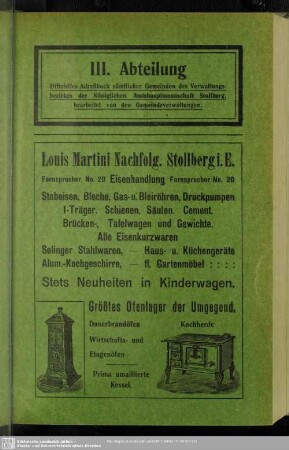 III. Abteilung
Offizielles Adreßbuch sämtlicher Gemeinden des Verwaltungs-
bezirkes der Königlichen Amtshauptmannschaft Stollberg,
bearbeitet von den Gemeindeverwaltungen.
Louis Martini Nachfolg. Stollberg i. E.
Fernsprecher No. 20 Eisenhandlung Fernsprecher No. 20
Stabeisen, Bleche, Gas- u. Bleiröhren, Druckpumpen
I-Träger, Schienen, Säulen, Cement,
Brücken-, Tafelwagen und Gewichte.
Alle Eisenkurzwaren
Solinger Stahlwaren, — Haus- u. Küchengeräte
Alum.-Kochgeschirre, — ff. Gartenmöbel : : : :
Stets Neuheiten in Kinderwagen.
Größtes Ofenlager der Umgegend.
Dauerbrandöfen Kochherde
Wirtschafts- und
Etagenöfen
Prima emaillierte
Kessel.